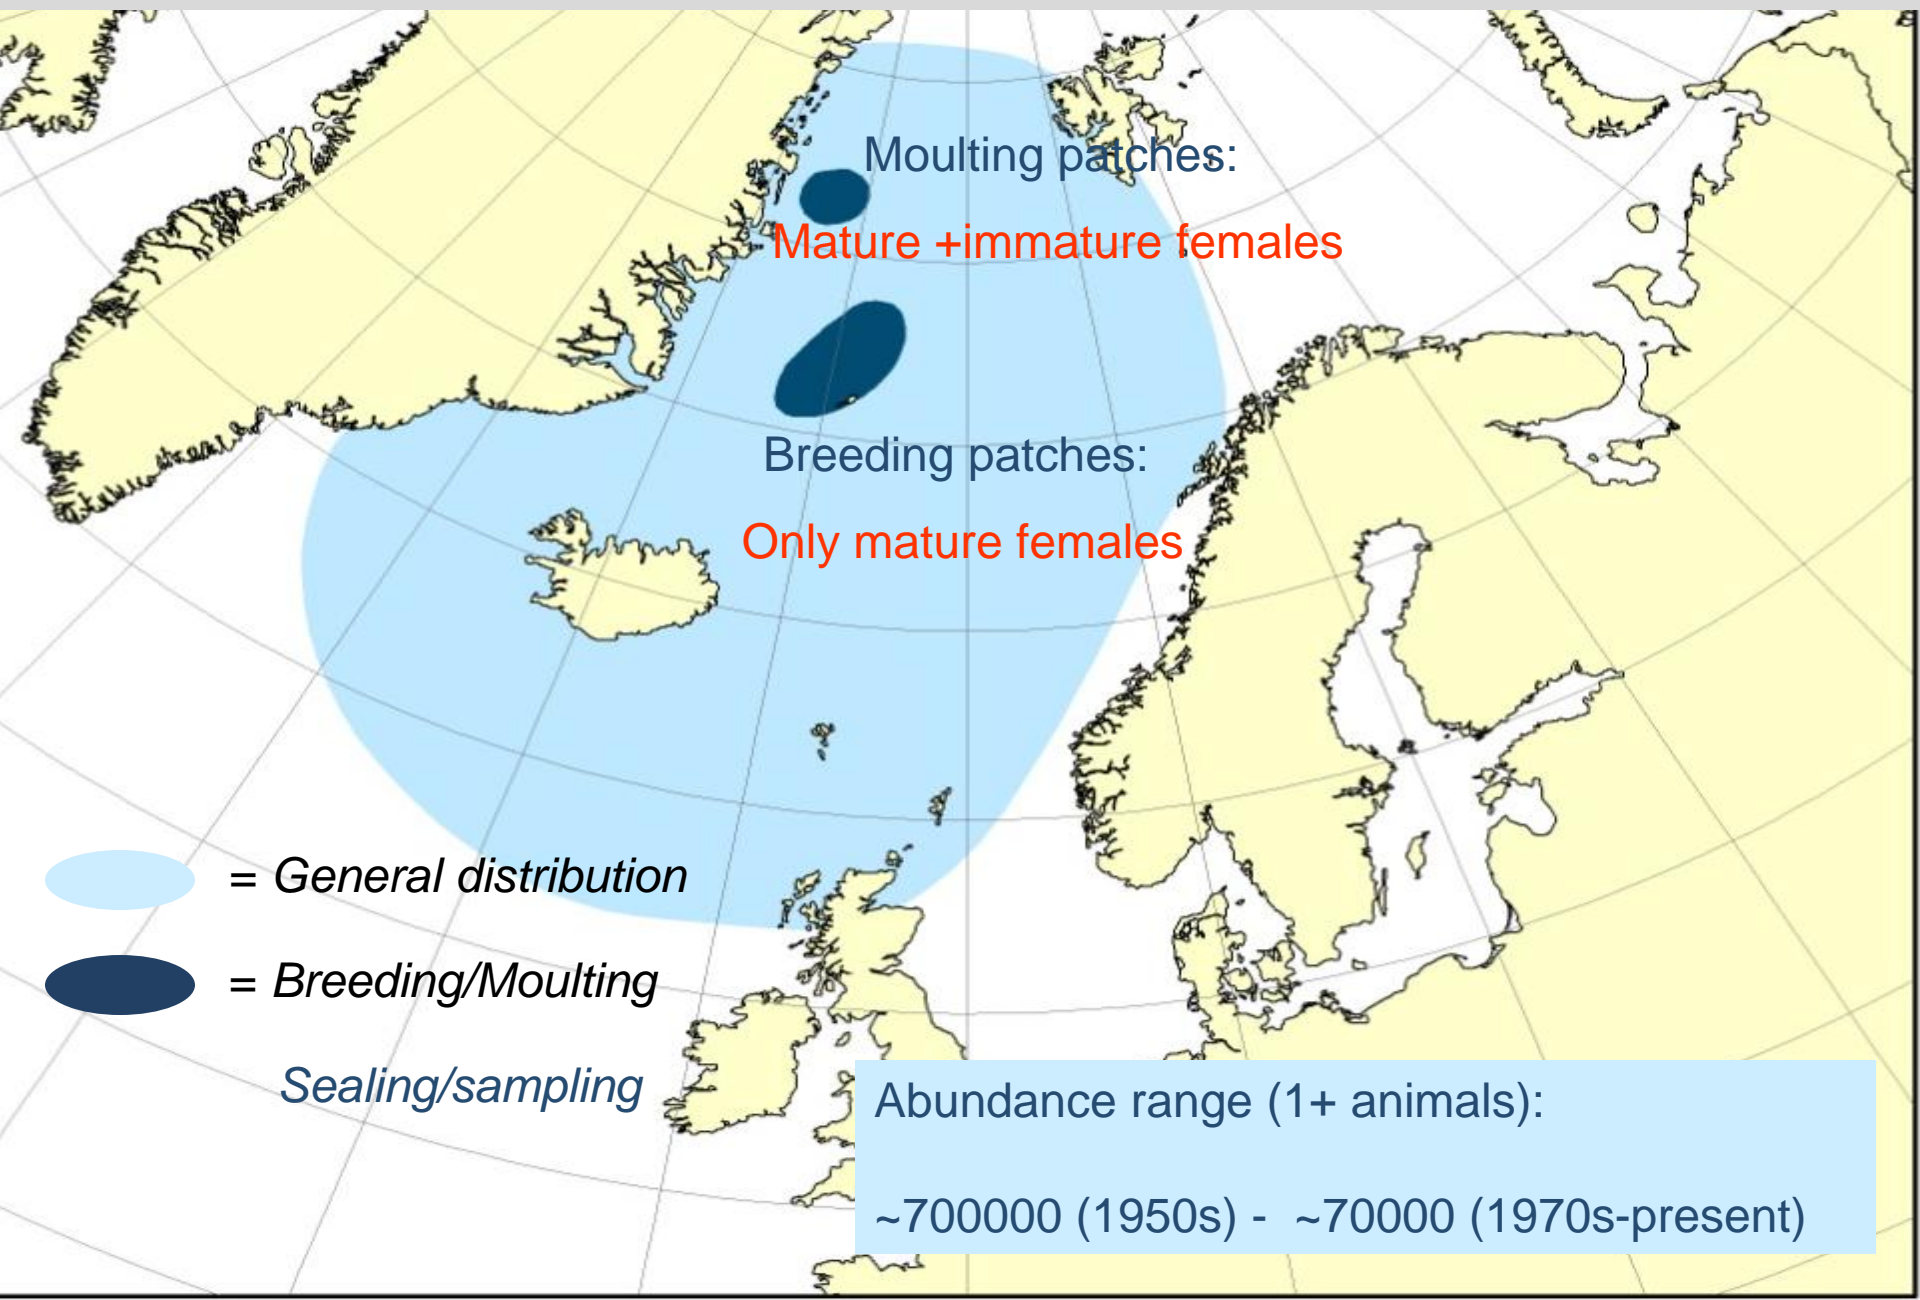 Moulting patches:
Mature +immature females
Breeding patches:
Only mature females
= General distribution
= Breeding/Moulting
Sealing/sampling
Abundance range (1+ animals):
~700000 (1950s) - ~70000 (1970s-present)